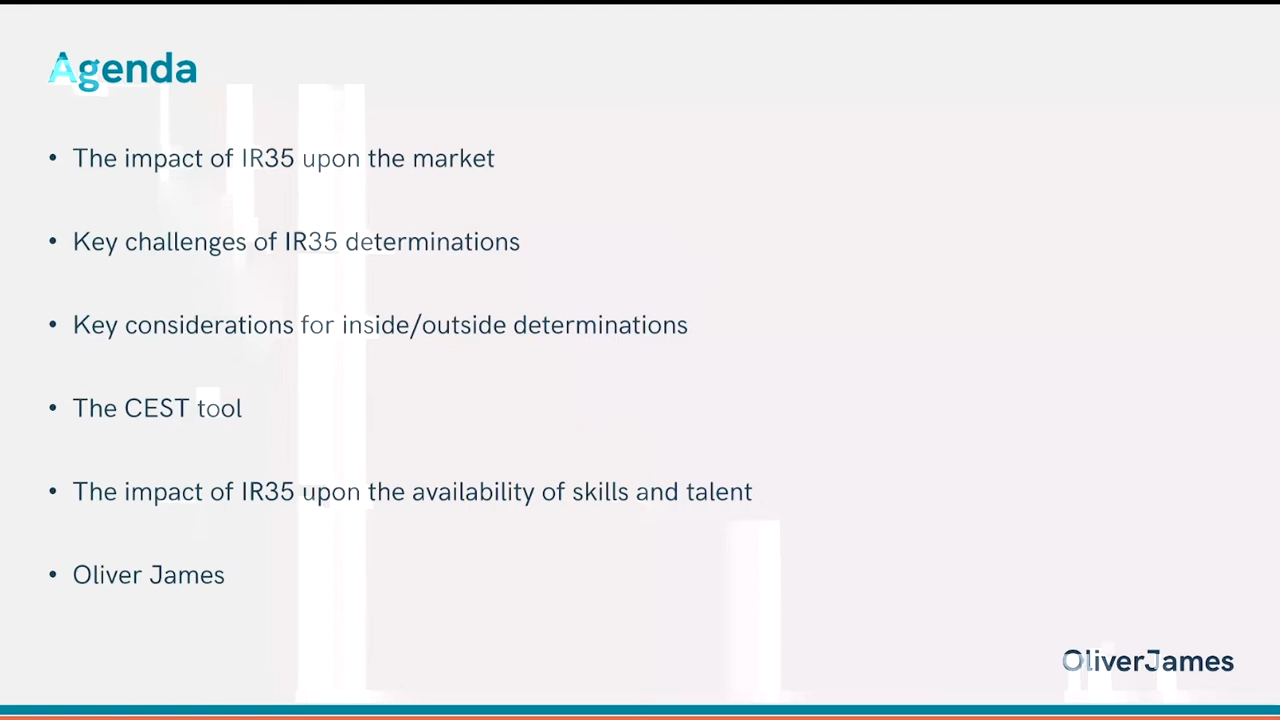 Agenda
• The impact of IR35 upon the market
• Key challenges of IR35 determinations
• Key considerations for inside/outside determinations
• The CEST tool
• The impact of IR35 upon the availability of skills and talent
• Oliver James
OliverJames